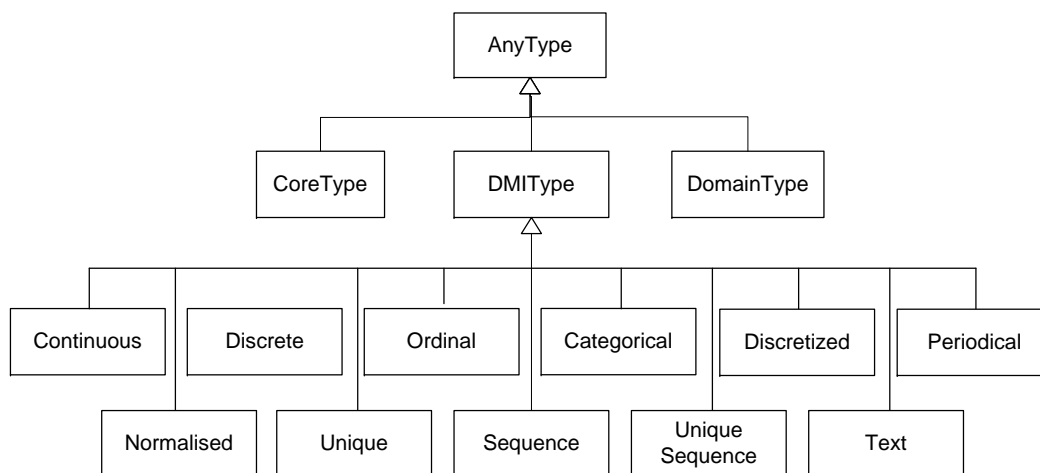 AnyType
CoreType
DMIType
DomainType
Continuous
Discrete
Ordinal
Categorical
Discretized
Periodical
Normalised
Unique
Sequence
Unique
Sequence
Text